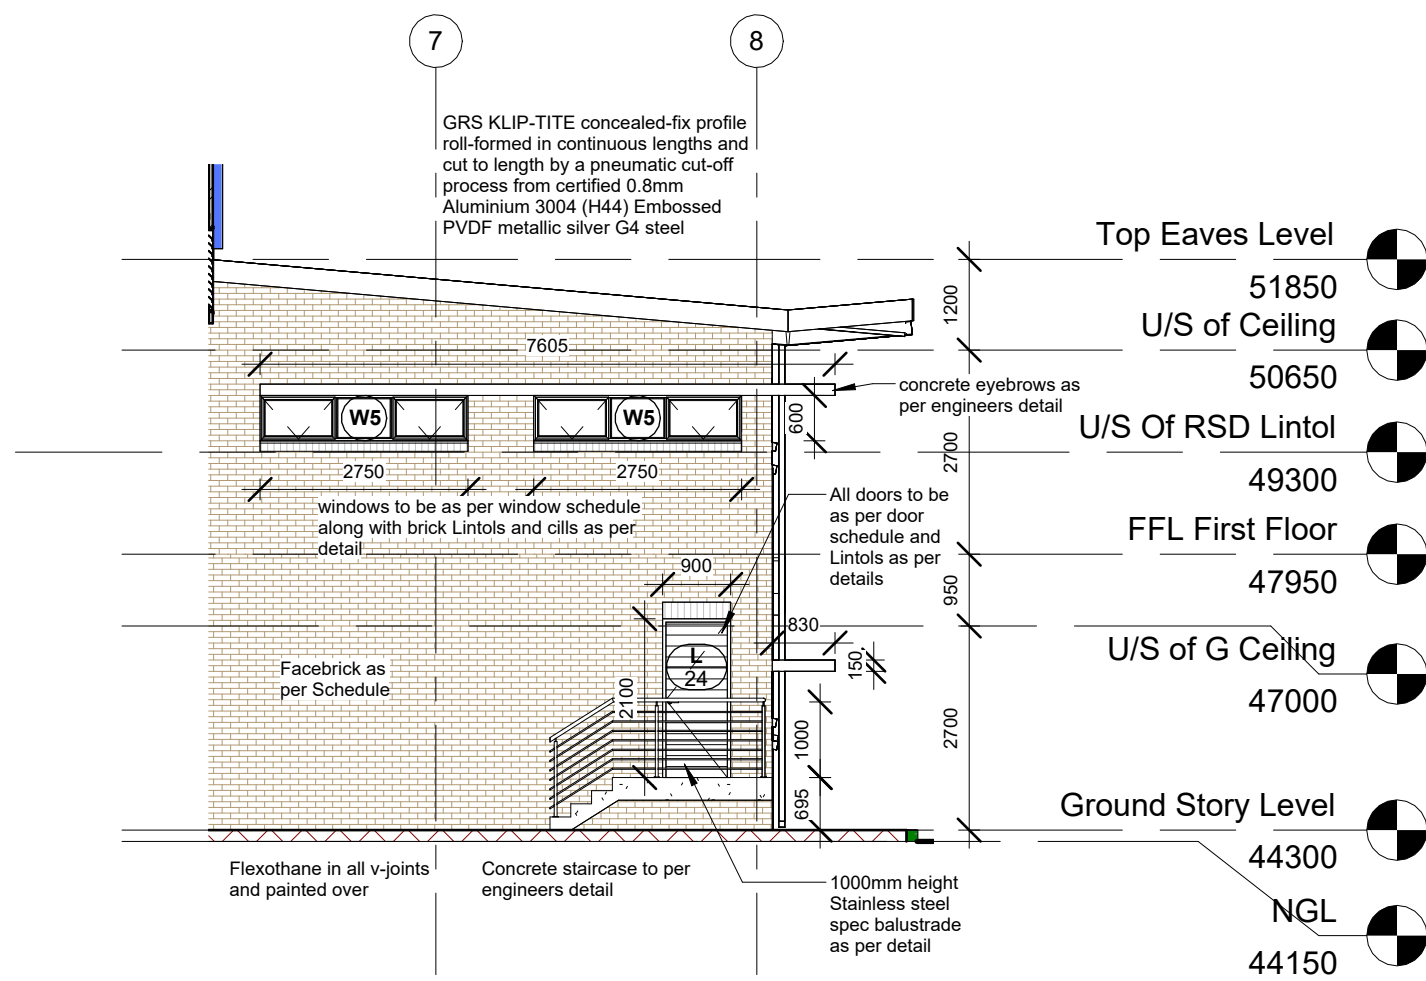 7
8
GRS KLIP-TITE concealed-fix profile
roll-formed in continuous lengths and
cut to length by a pneumatic cut-off
process from certified 0.8mm
Aluminium 3004 (H44) Embossed
PVDF metallic silver G4 steel
Top Eaves Level
51850
1200
U/S of Ceiling
50650
7605
concrete eyebrows as
per engineers detail
W5
W5
600
U/S Of RSD Lintol
49300
2700
2750
2750
windows to be as per window schedule
along with brick Lintols and cills as per
detail
All doors to be
as per door
schedule and
Lintols as per
details
FFL First Floor
47950
950
900
830
150
U/S of G Ceiling
47000
L
24
Facebrick as
per Schedule
2100
1000
2700
695
Ground Story Level
44300
Flexothane in all v-joints
and painted over
Concrete staircase to per
engineers detail
1000mm height
Stainless steel
spec balustrade
as per detail
NGL
44150